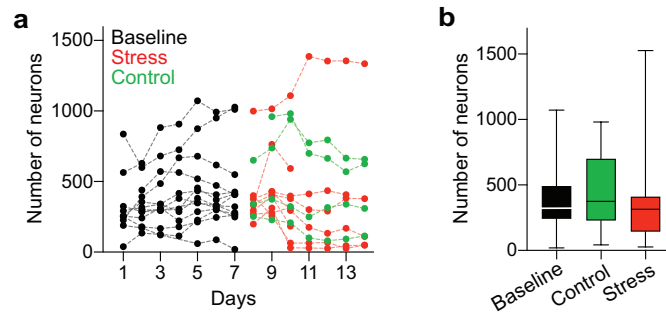 a
Number of neurons
1500
1000
500
0
Baseline
Stress
Control
1 3 5 7 9 11 13
Days
b
Number of neurons
1500
1000
500
0
Baseline
Control
Stress